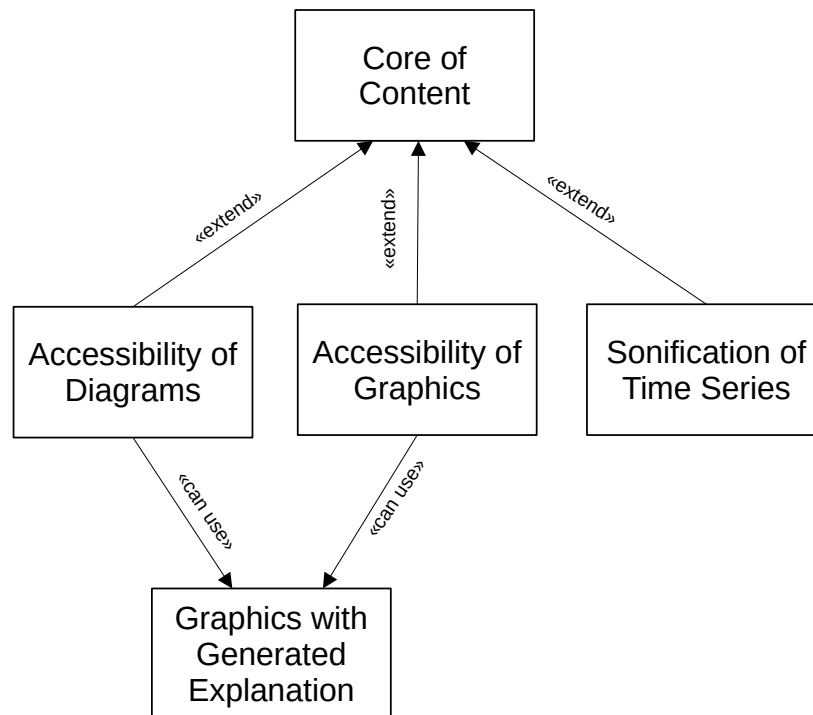 Core of
Content
«extend»
«extend»
«extend»
Accessibility of
Diagrams
Accessibility of
Graphics
Sonification of
Time Series
«can use»
«can use»
Graphics with
Generated
Explanation